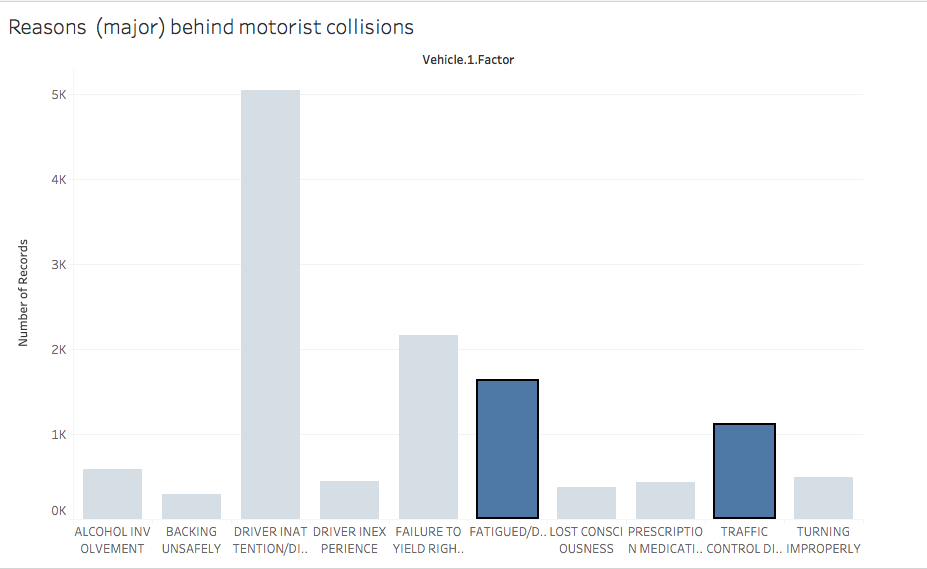 Reasons (major) behind motorist collisions
Vehicle.1.Factor
Number of Records
5K
4K
3K
2K
1K
0K
ALCOHOL INV
OLVEMENT
BACKING
UNSAFELY
DRIVER INAT
TENTION/DI..
DRIVER INEX
PERIENCE
FAILURE TO
YIELD RIGH..
FATIGUED/D..
LOST CONSCI
OUSNESS
PRESCRIPTIO
N MEDICATI..
TRAFFIC
CONTROL DI..
TURNING
IMPROPERLY